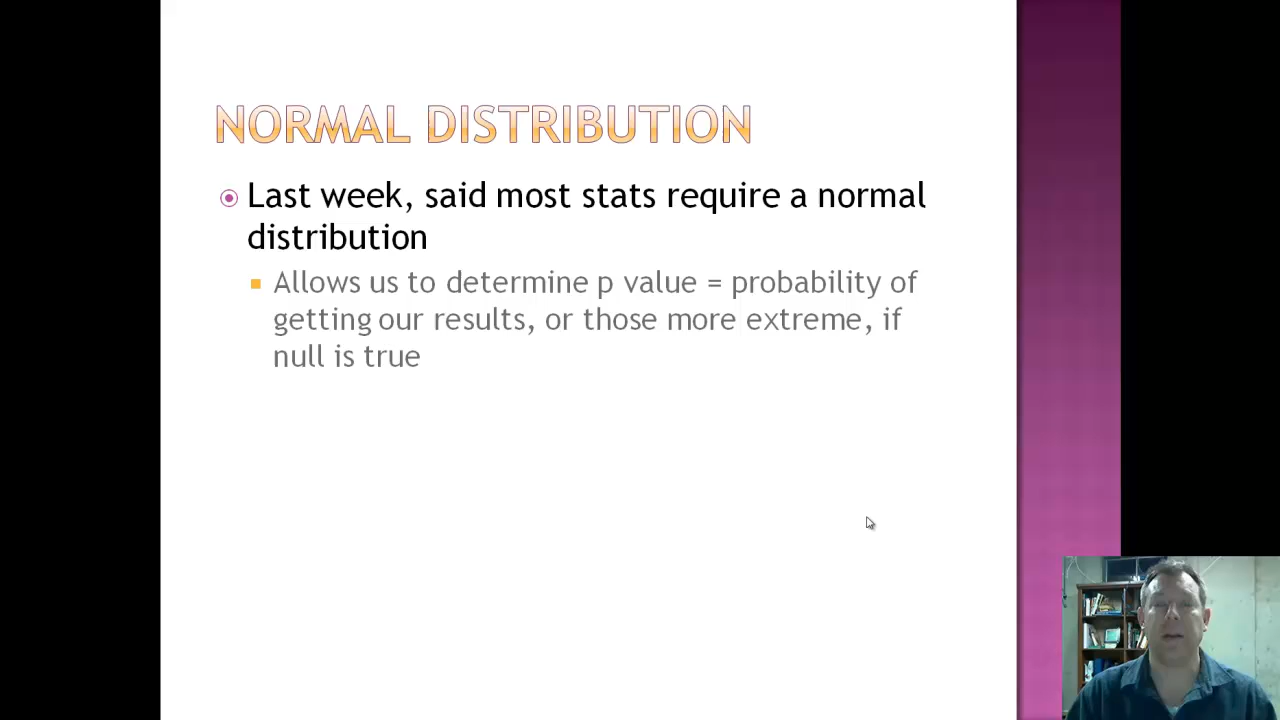 NORMAL DISTRIBUTION
Last week, said most stats require a normal
distribution
Allows us to determine p value = probability of
getting our results, or those more extreme, if
null is true